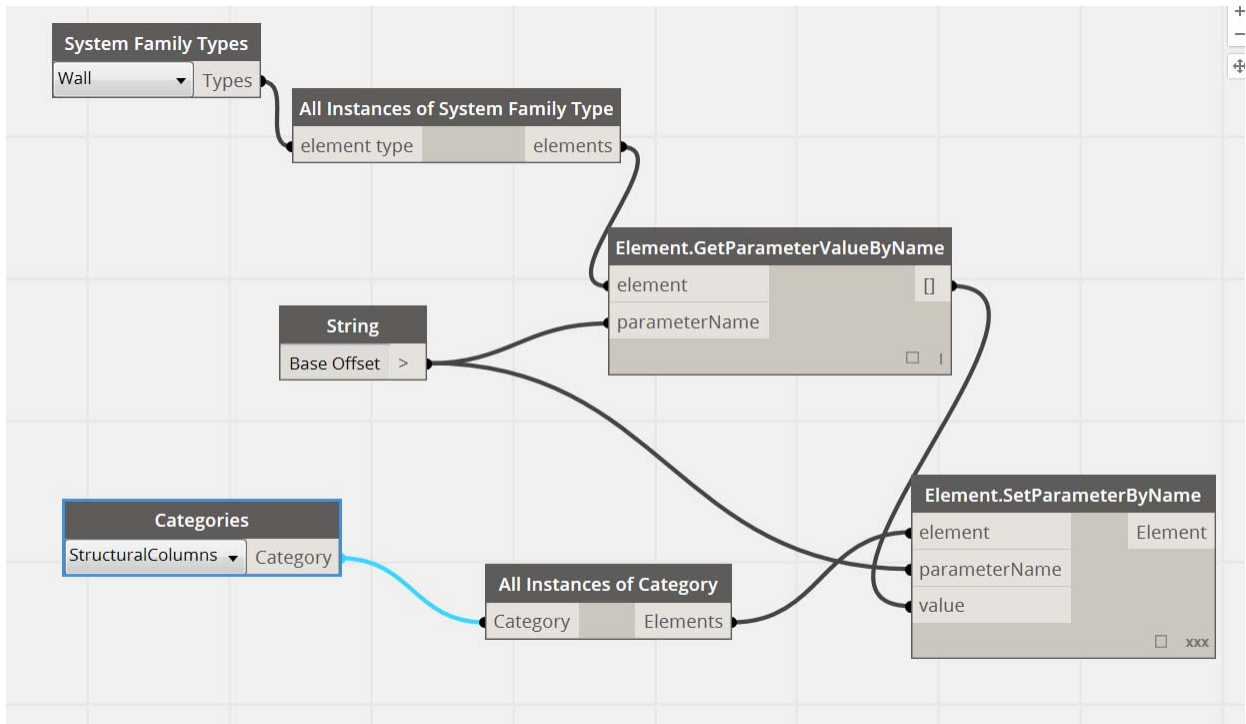 System Family Types
Wall Types
All Instances of System Family Type
element type elements
Element.GetParameterValueByName
element []
parameterName
|
String
Base Offset >
Categories
StructuralColumns Category
All Instances of Category
Category Elements
Element.SetParameterByName
element Element
parameterName
value
xxx